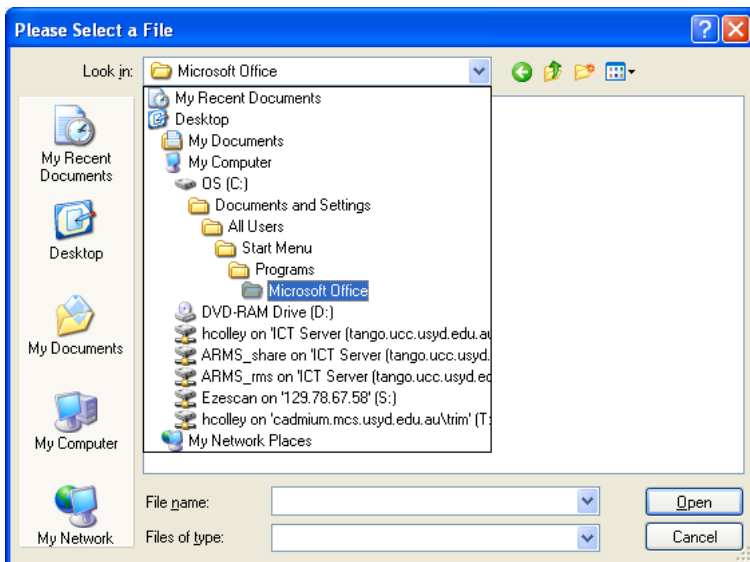 Please Select a File
Look in: Microsoft Office
My Recent Documents
Desktop
My Documents
My Computer
OS (C:)
Documents and Settings
All Users
Start Menu
Programs
Microsoft Office
DVD-RAM Drive (D:)
hcolley on 'ICT Server (tango.ucc.usyd.edu.au
ARMS_share on 'ICT Server (tango.ucc.usyd.
ARMS_rms on 'ICT Server (tango.ucc.usyd.ed
Ezescan on '129.78.67.58' (S:)
hcolley on 'cadmium.mcs.usyd.edu.au\trim' (T:
My Network Places
My Recent
Documents
Desktop
My Documents
My Computer
My Network
File name:
Open
Files of type:
Cancel